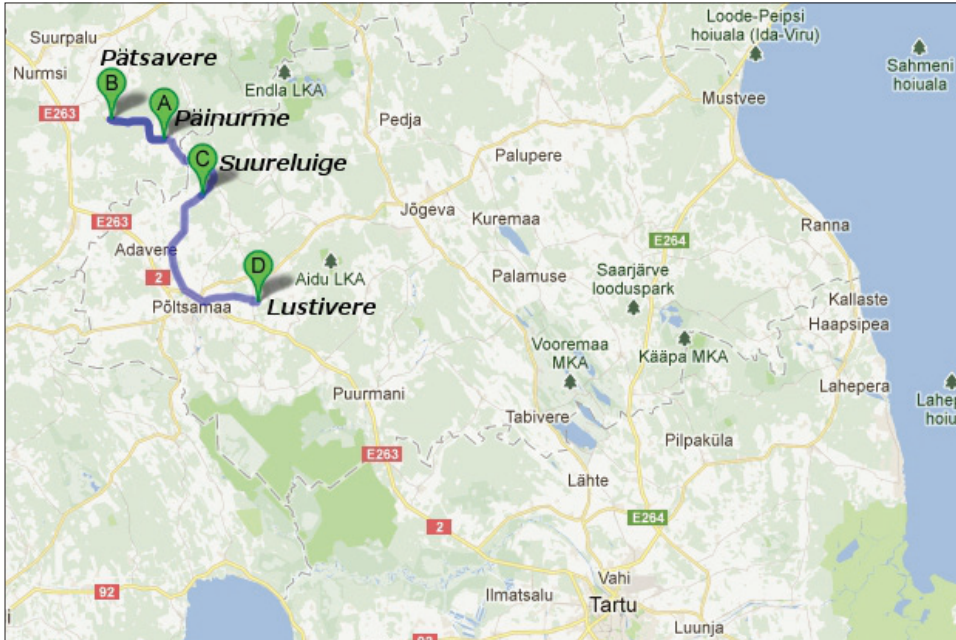 Suurpalu
Nurmsi
Pätsavere
B
E263
A
Päinurme
Endla LKA
Pedja
Loode-Peipsi
hoiuala (Ida-Viru)
Sahmeni
hoiuala
Mustvee
C
Suureluige
Palupere
Jõgeva
Kuremaa
E263
Adavere
2
D
Aidu LKA
Lustivere
Põltsamaa
Palamuse
E264
Ranna
Saarjärve
looduspark
Kallaste
Haapsipea
Vooremaa
MKA
Kääpa MKA
Puurmani
Lahepera
Tabivere
Pilpaküla
E263
Lähte
E264
2
92
Ilmatsalu
Vahi
Tartu
Luunja